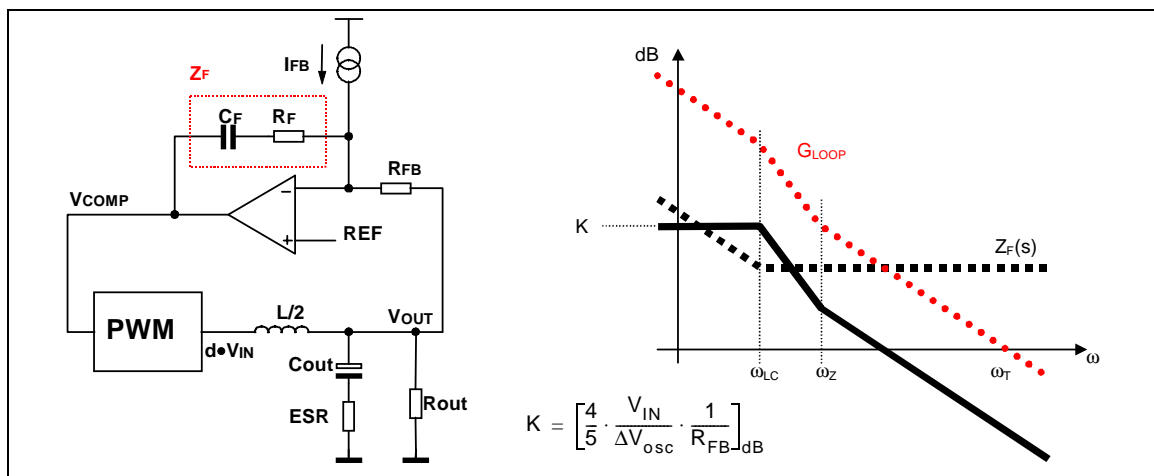 IFB
ZF
CF
RF
RFB
VCOMP
REF
PWM
L/2
VOUT
d•VIN
Cout
ESR
Rout
dB
GLOOP
K
ZF(s)
ωLC
ωZ
ωT
ω
K = [4/5 · VIN/ΔVosc · 1/RFB]dB